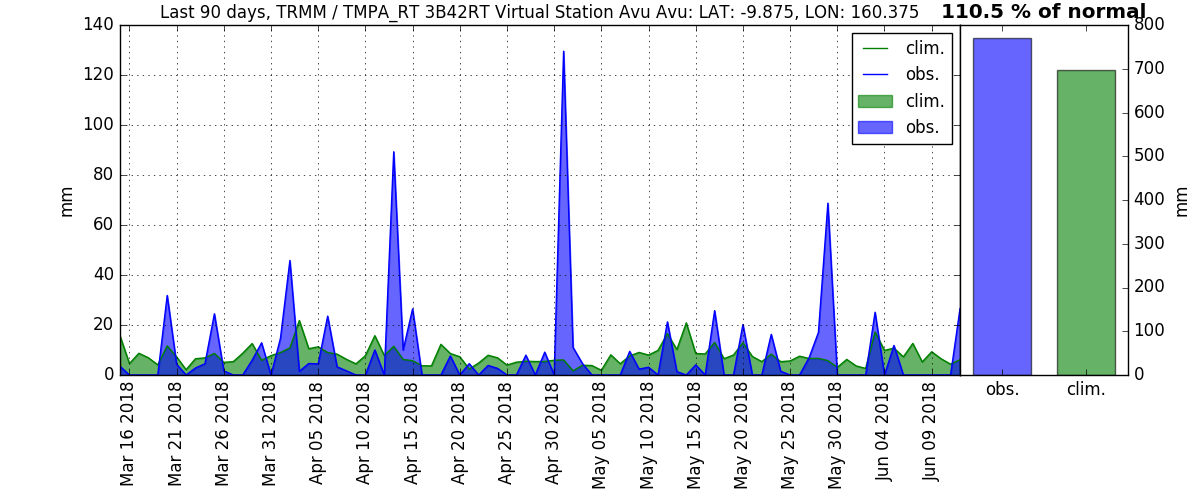 Last 90 days, TRMM / TMPA_RT 3B42RT Virtual Station Avu Avu: LAT: -9.875, LON: 160.375
110.5 % of normal
140
120
100
80
60
40
20
0
mm
clim.
obs.
clim.
obs.
800
700
600
500
400
300
200
100
0
mm
Mar 16 2018
Mar 21 2018
Mar 26 2018
Mar 31 2018
Apr 05 2018
Apr 10 2018
Apr 15 2018
Apr 20 2018
Apr 25 2018
Apr 30 2018
May 05 2018
May 10 2018
May 15 2018
May 20 2018
May 25 2018
May 30 2018
Jun 04 2018
Jun 09 2018
obs.
clim.